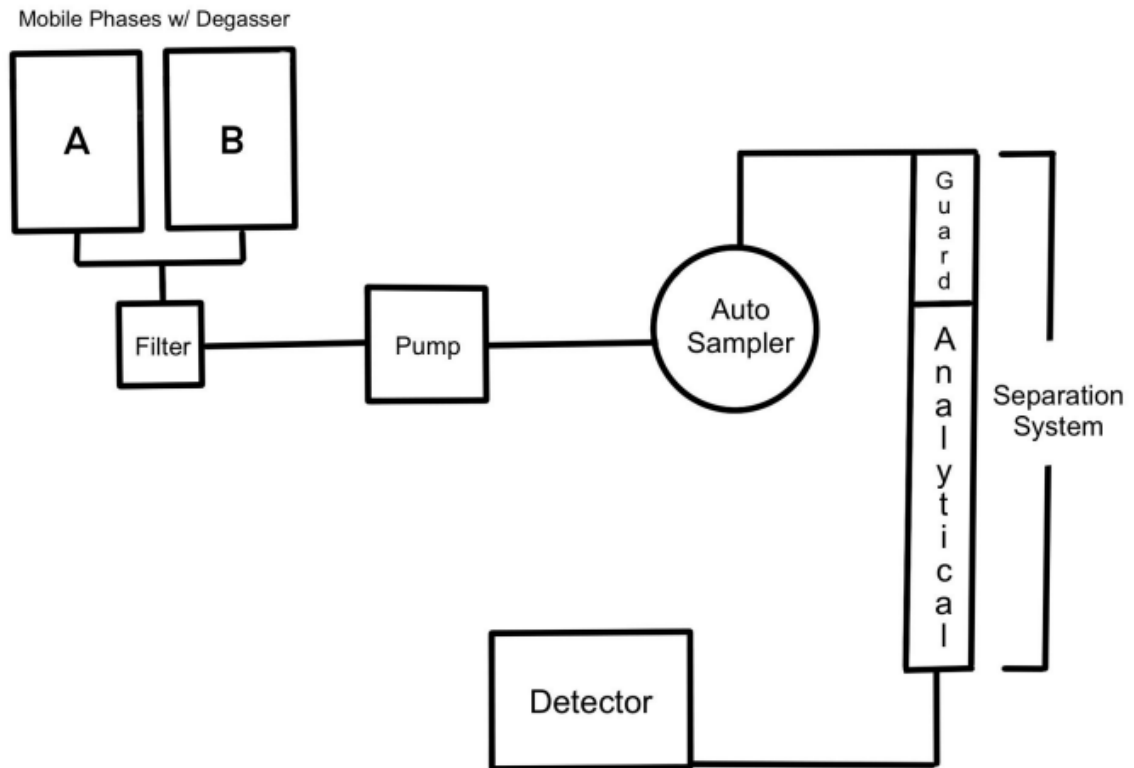 Mobile Phases w/ Degasser
A
B
Filter
Pump
Auto
Sampler
Guard
Analytical
Separation
System
Detector